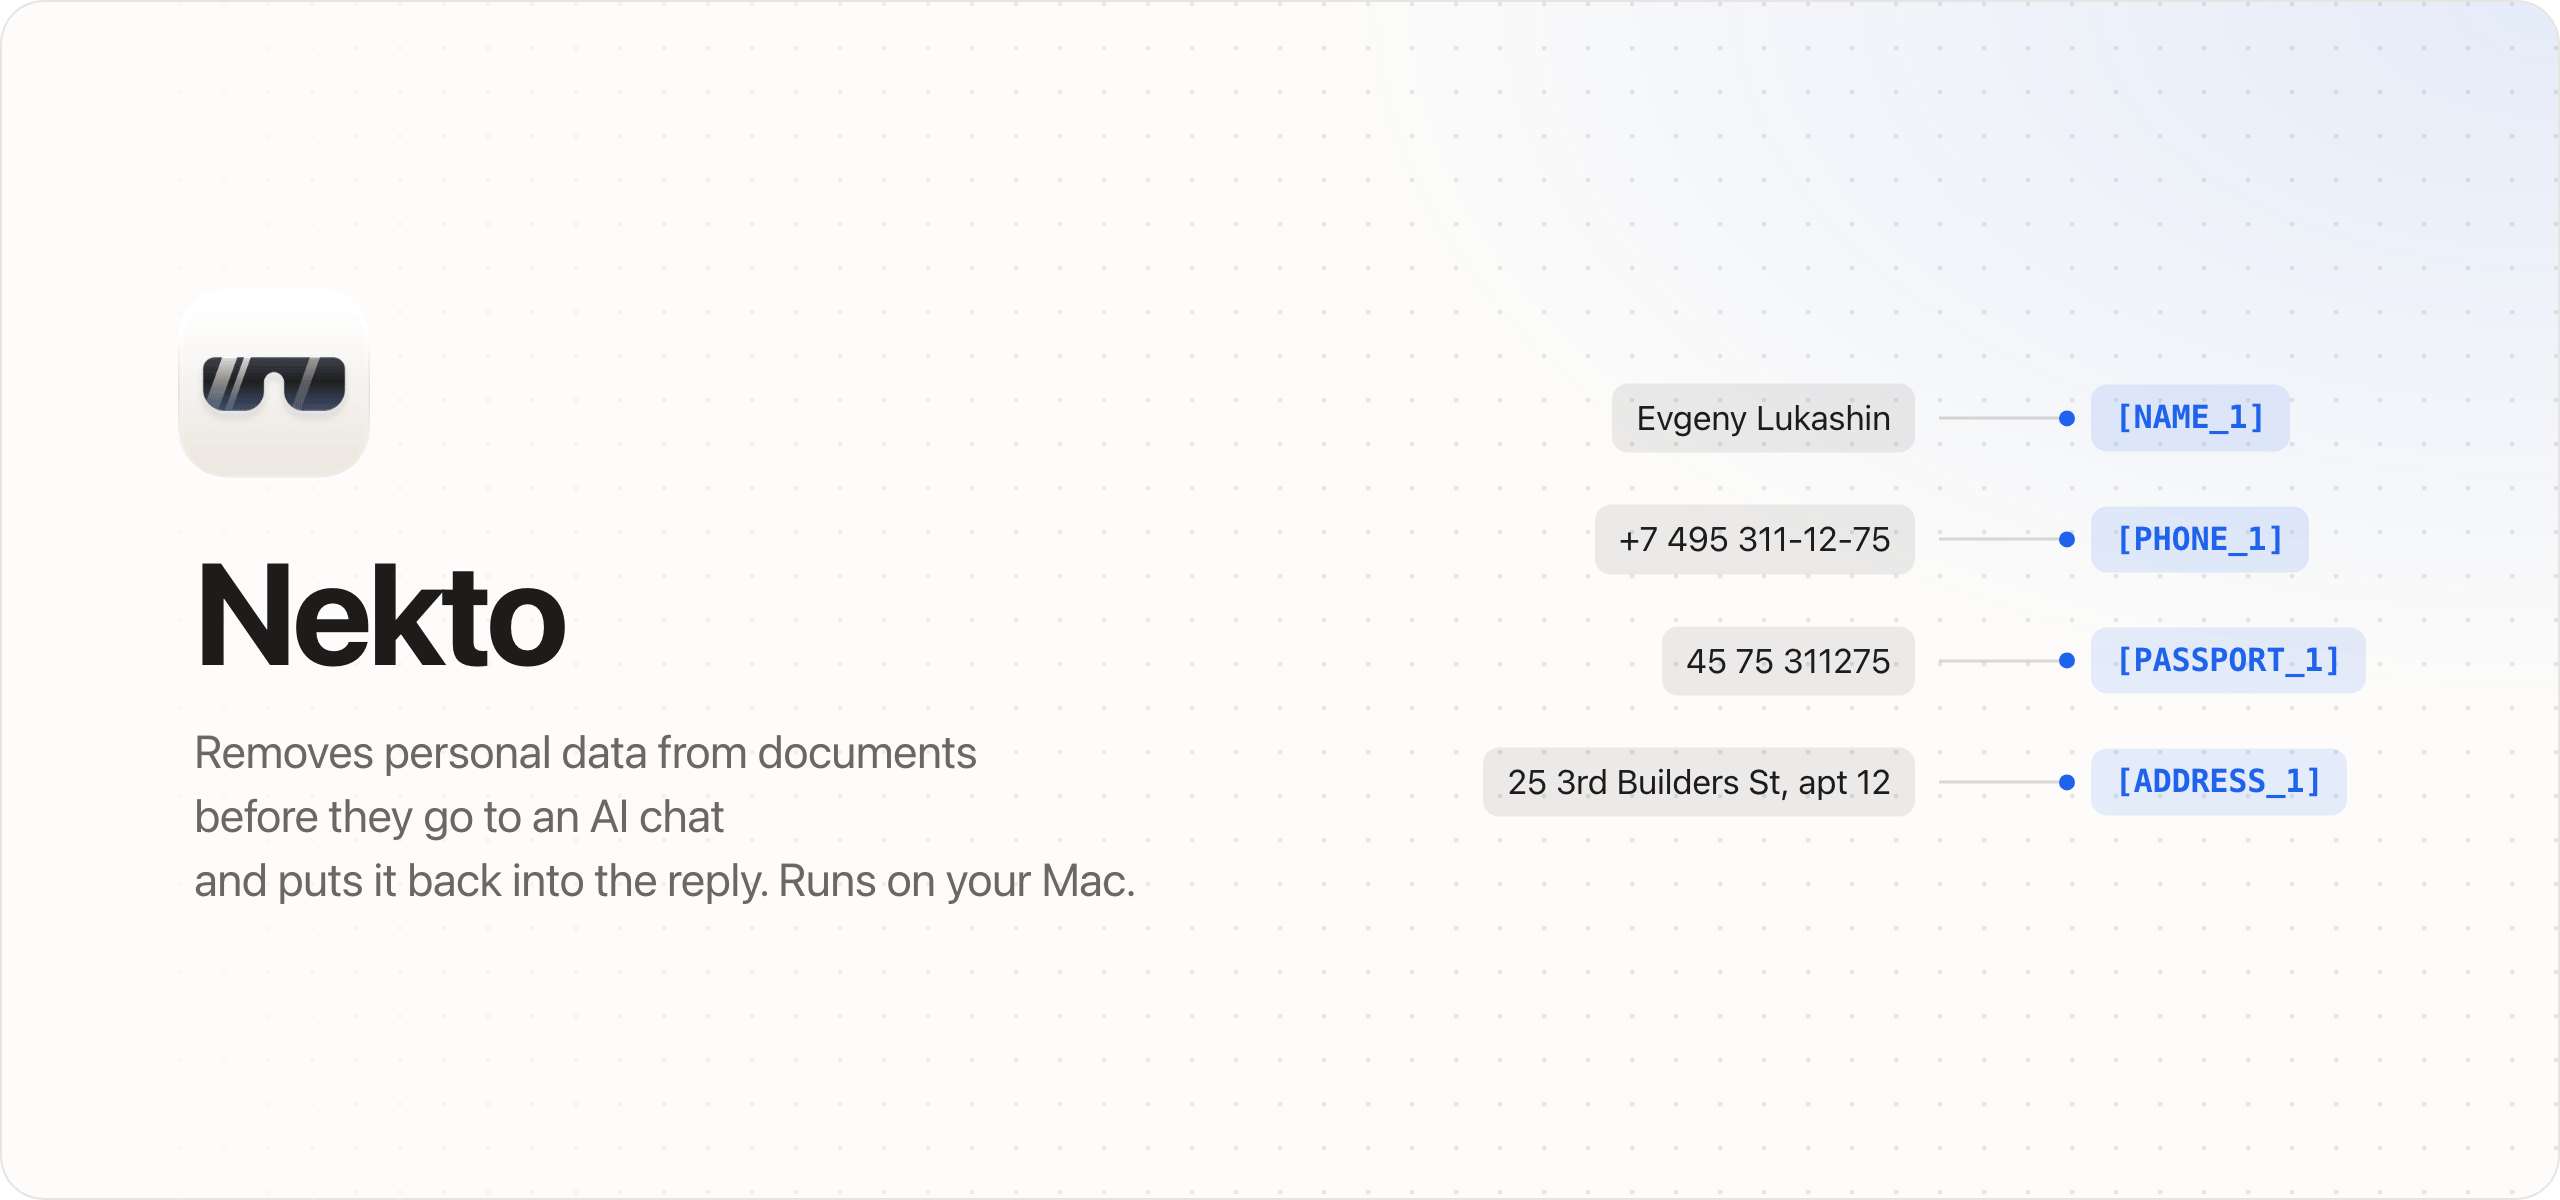 Nekto
Removes personal data from documents
before they go to an AI chat
and puts it back into the reply. Runs on your Mac.
Evgeny Lukashin [NAME_1]
+7 495 311-12-75 [PHONE_1]
45 75 311275 [PASSPORT_1]
25 3rd Builders St, apt 12 [ADDRESS_1]